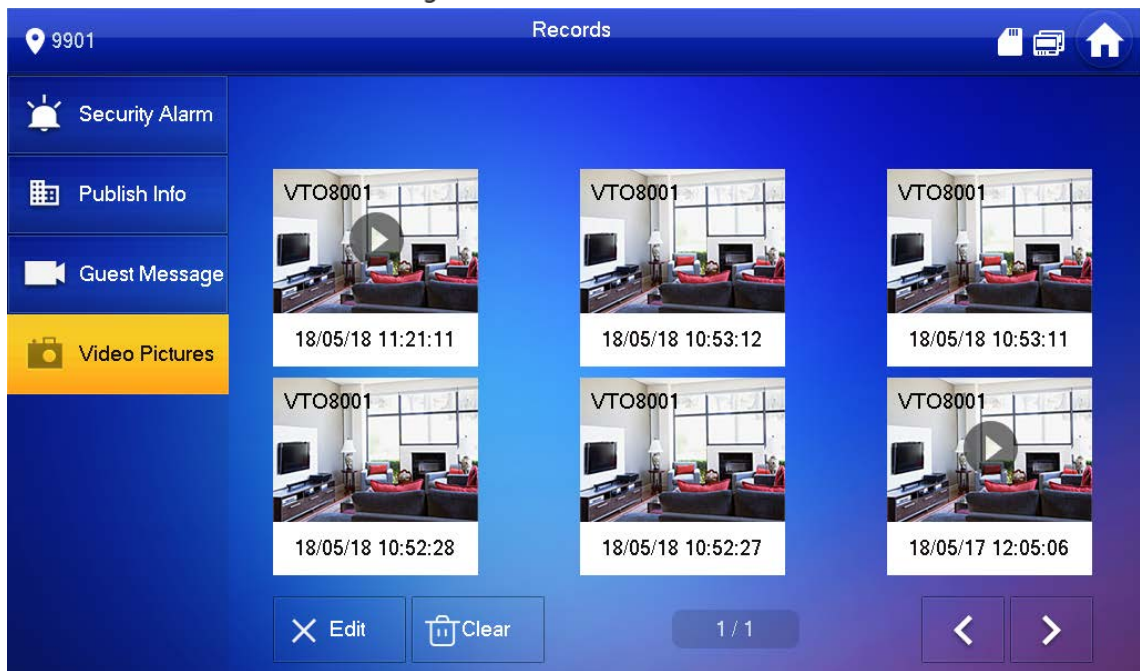 Records
9901
Security Alarm
Publish Info
Guest Message
Video Pictures
VTO8001
VTO8001
VTO8001
18/05/18 11:21:11
18/05/18 10:53:12
18/05/18 10:53:11
VTO8001
VTO8001
VTO8001
18/05/18 10:52:28
18/05/18 10:52:27
18/05/17 12:05:06
Edit
Clear
1 / 1